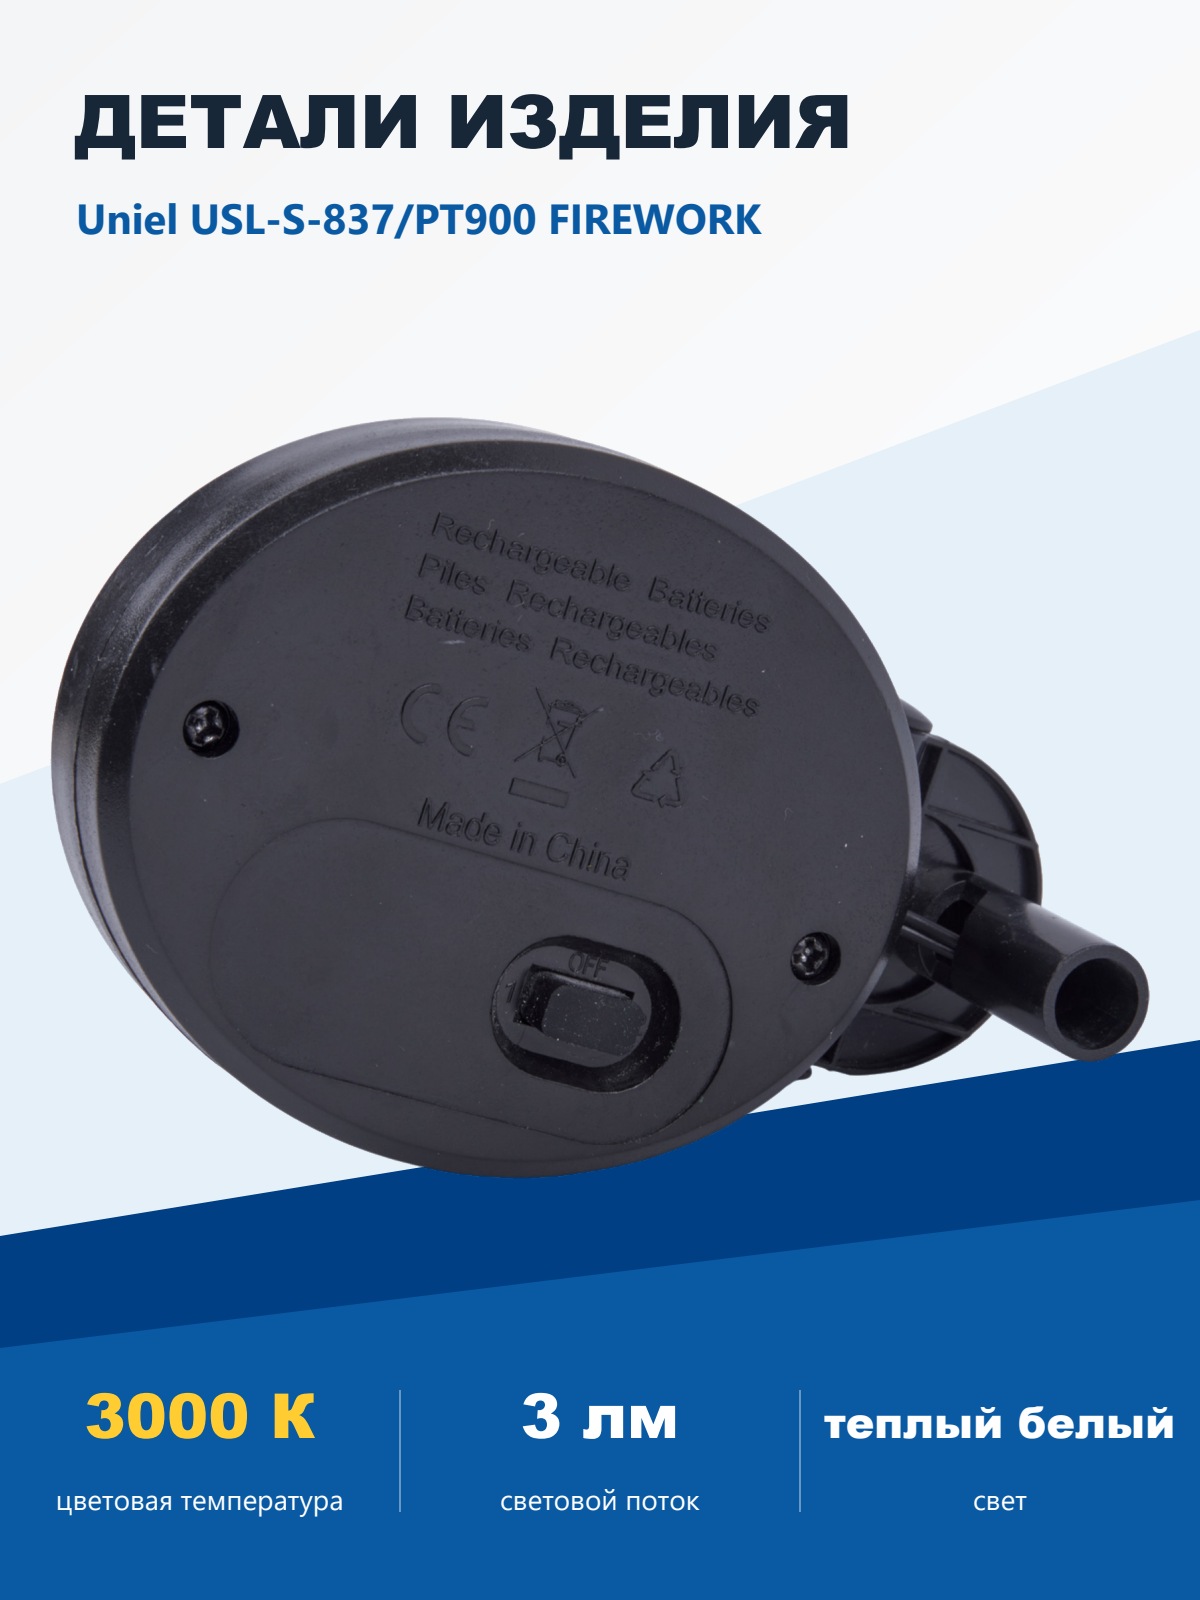 ДЕТАЛИ ИЗДЕЛИЯ
Uniel USL-S-837/PT900 FIREWORK
Rechargeable Batteries
Piles Rechargeables
Batteries Rechargeables
CE
Made in China
OFF
3000 К
цветовая температура
3 лм
световой поток
теплый белый
свет